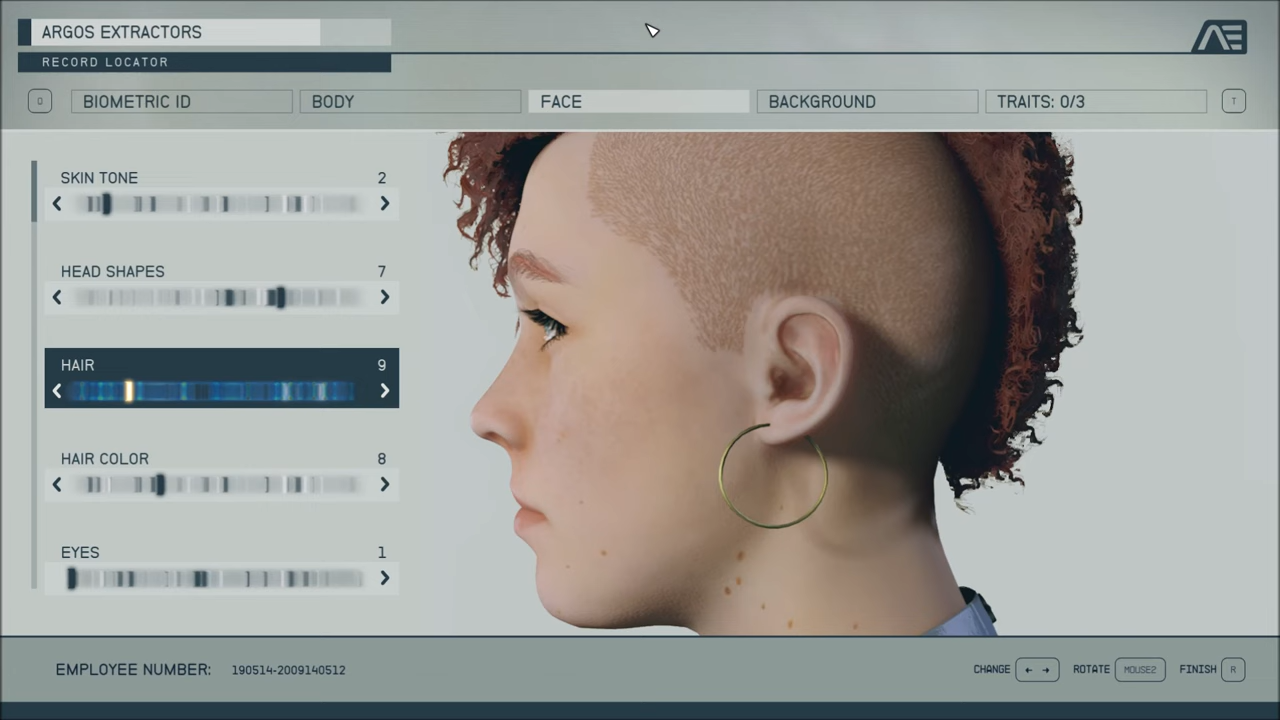 ARGOS EXTRACTORS
RECORD LOCATOR
AE
BIOMETRIC ID
BODY
FACE
BACKGROUND
TRAITS: 0/3
T
SKIN TONE 2
HEAD SHAPES 7
HAIR 9
HAIR COLOR 8
EYES 1
EMPLOYEE NUMBER: 190514-2009140512
CHANGE
ROTATE MOUSE2
FINISH R